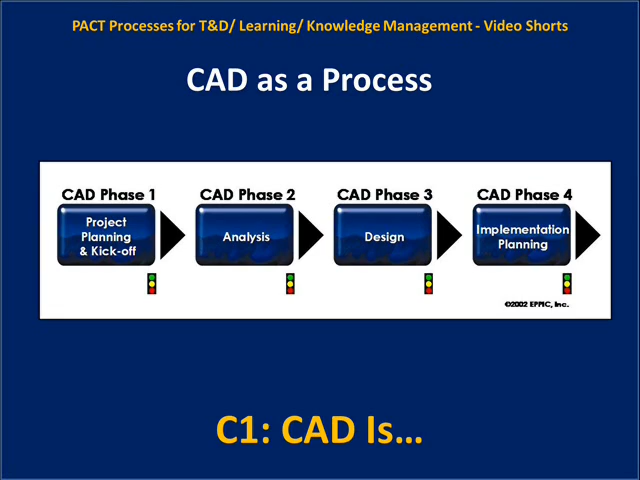 PACT Processes for T&D/ Learning/ Knowledge Management - Video Shorts
CAD as a Process
CAD Phase 1
CAD Phase 2
CAD Phase 3
CAD Phase 4
Project
Planning
& Kick-off
Analysis
Design
Implementation
Planning
©2002 EPPIC, Inc.
C1: CAD Is...